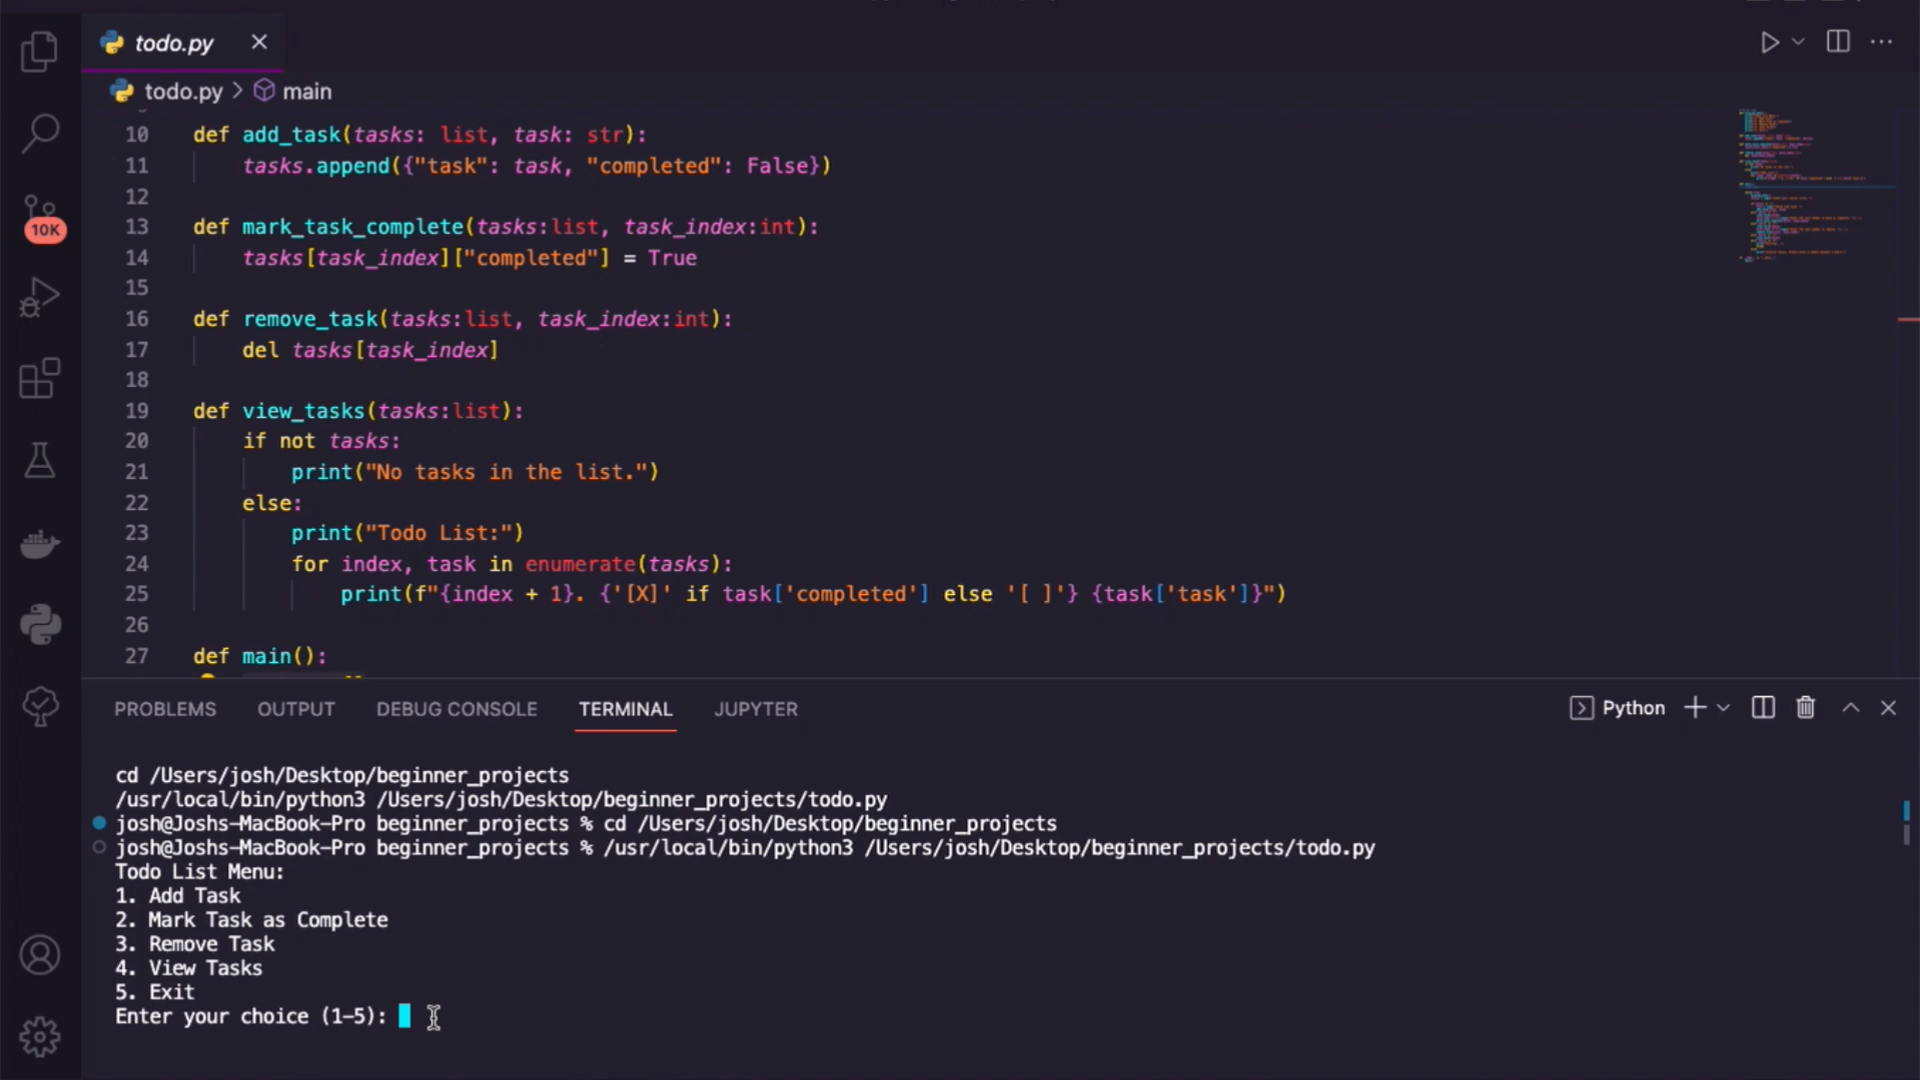 todo.py
todo.py > main
10 def add_task(tasks: list, task: str):
11 tasks.append({"task": task, "completed": False})
12
13 def mark_task_complete(tasks:list, task_index:int):
14 tasks[task_index]["completed"] = True
15
16 def remove_task(tasks:list, task_index:int):
17 del tasks[task_index]
18
19 def view_tasks(tasks:list):
20 if not tasks:
21 print("No tasks in the list.")
22 else:
23 print("Todo List:")
24 for index, task in enumerate(tasks):
25 print(f"{index + 1}. {'[X]' if task['completed'] else '[ ]'} {task['task']}")
26
27 def main():
10K
PROBLEMS OUTPUT DEBUG CONSOLE TERMINAL JUPYTER Python
cd /Users/josh/Desktop/beginner_projects
/usr/local/bin/python3 /Users/josh/Desktop/beginner_projects/todo.py
josh@Joshs-MacBook-Pro beginner_projects % cd /Users/josh/Desktop/beginner_projects
josh@Joshs-MacBook-Pro beginner_projects % /usr/local/bin/python3 /Users/josh/Desktop/beginner_projects/todo.py
Todo List Menu:
1. Add Task
2. Mark Task as Complete
3. Remove Task
4. View Tasks
5. Exit
Enter your choice (1-5):